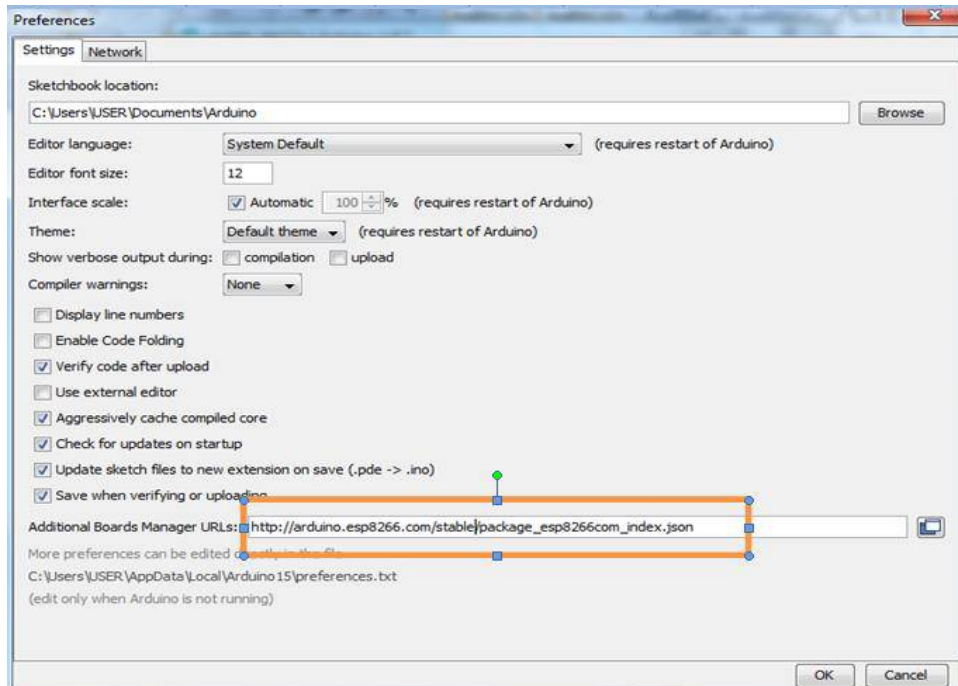 Preferences
Settings Network
Sketchbook location:
C:\Users\USER\Documents\Arduino Browse
Editor language: System Default (requires restart of Arduino)
Editor font size: 12
Interface scale: Automatic 100 % (requires restart of Arduino)
Theme: Default theme (requires restart of Arduino)
Show verbose output during: compilation upload
Compiler warnings: None
Display line numbers
Enable Code Folding
Verify code after upload
Use external editor
Aggressively cache compiled core
Check for updates on startup
Update sketch files to new extension on save (.pde -> .ino)
Save when verifying or uploading
Additional Boards Manager URLs: http://arduino.esp8266.com/stable/package_esp8266com_index.json
More preferences can be edited directly in the file
C:\Users\USER\AppData\Local\Arduino15\preferences.txt
(edit only when Arduino is not running)
OK Cancel